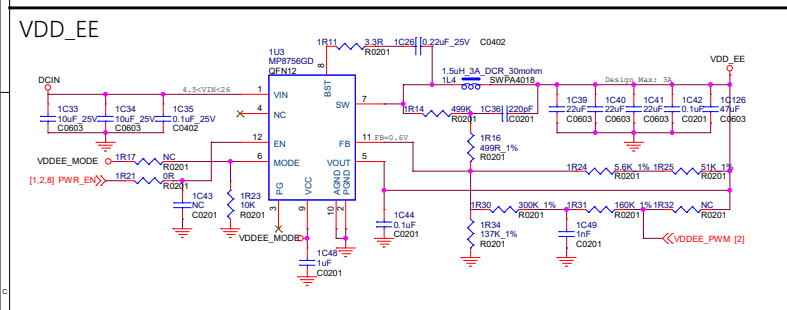 VDD_EE
1U3
MP8756GD
QFN12
1R11
3.3R
R0201
1C26
0.22uF_25V
C0402
1.5uH_3A_DCR_30mohm
1L4
SWPA4018
VDD_EE
DCIN
4.5<VIN<26
Design Max: 3A
1
VIN
BST
8
SW
7
4
NC
1C33
10uF_25V
C0603
1C34
10uF_25V
C0603
1C35
0.1uF_25V
C0402
1R14
499K
R0201
1C36
220pF
C0201
1C39
22uF
C0603
1C40
22uF
C0603
1C41
22uF
C0603
1C42
0.1uF
C0201
1C126
47uF
C0603
12
EN
FB
11
FB=0.6V
1R16
499R_1%
R0201
VDDEE_MODE
1R17
NC
R0201
6
MODE
VOUT
5
1R24
5.6K_1%
R0201
1R25
51K_1%
R0201
[1,2,8] PWR_EN
1R21
0R
R0201
PG
VCC
AGND
PGND
3
9
10
2
1C43
NC
C0201
1R23
10K
R0201
1C44
0.1uF
C0201
1R30
300K_1%
R0201
1R31
160K_1%
R0201
1R32
NC
R0201
VDDEE_MODE
1R34
137K_1%
R0201
1C49
1nF
C0201
VDDEE_PWM [2]
1C48
1uF
C0201
C